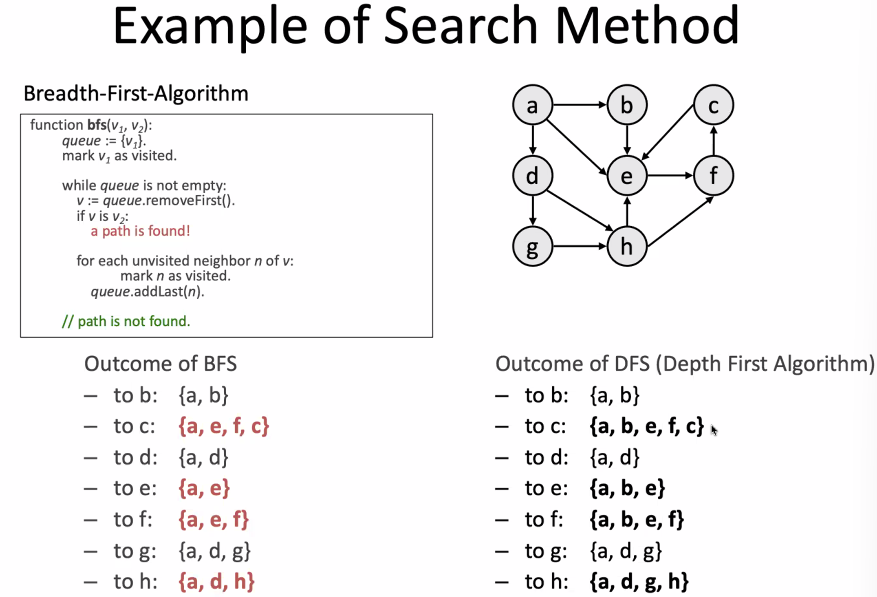 Example of Search Method
Breadth-First-Algorithm
function bfs(v₁, v₂):
queue := {v₁}.
mark v₁ as visited.
while queue is not empty:
v := queue.removeFirst().
if v is v₂:
a path is found!
for each unvisited neighbor n of v:
mark n as visited.
queue.addLast(n).
// path is not found.
a b c
d e f
g h
Outcome of BFS
– to b: {a, b}
– to c: {a, e, f, c}
– to d: {a, d}
– to e: {a, e}
– to f: {a, e, f}
– to g: {a, d, g}
– to h: {a, d, h}
Outcome of DFS (Depth First Algorithm)
– to b: {a, b}
– to c: {a, b, e, f, c}
– to d: {a, d}
– to e: {a, b, e}
– to f: {a, b, e, f}
– to g: {a, d, g}
– to h: {a, d, g, h}